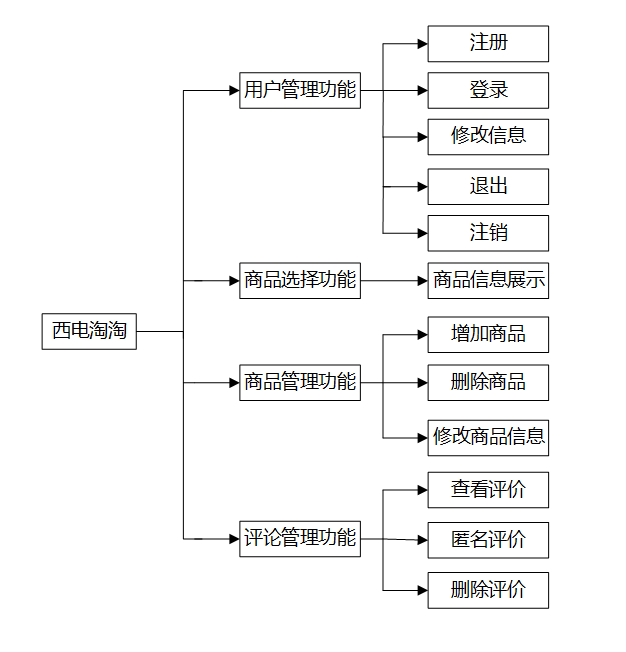 西电淘淘
用户管理功能
注册
登录
修改信息
退出
注销
商品选择功能
商品信息展示
商品管理功能
增加商品
删除商品
修改商品信息
评论管理功能
查看评价
匿名评价
删除评价